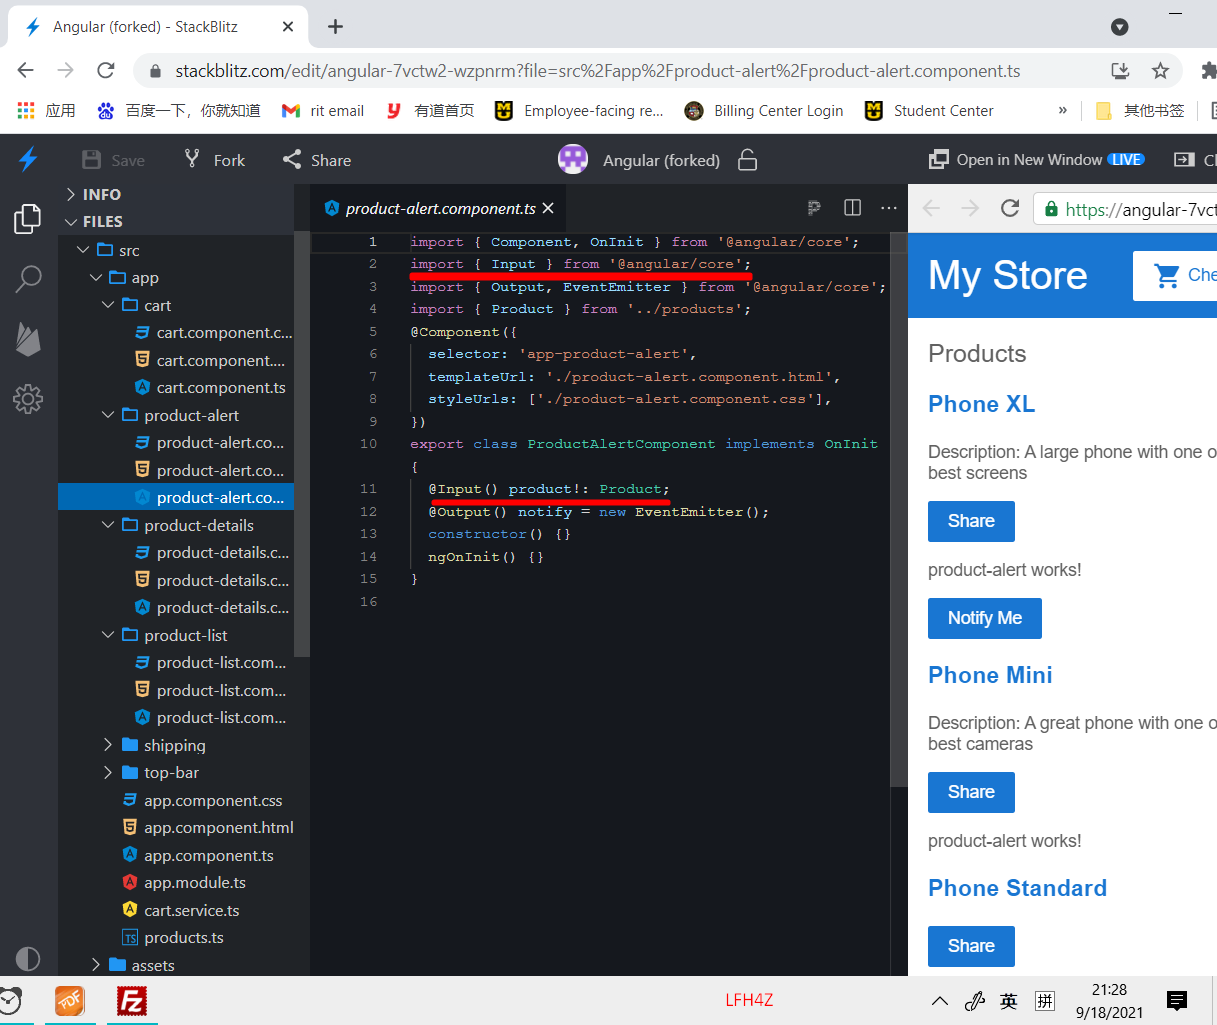 Angular (forked) - StackBlitz
stackblitz.com/edit/angular-7vctw2-wzpnrm?file=src%2Fapp%2Fproduct-alert%2Fproduct-alert.component.ts
应用 百度一下，你就知道 rit email 有道首页 Employee-facing re... Billing Center Login Student Center » 其他书签
Save Fork Share Angular (forked) Open in New Window LIVE
INFO
FILES
src
app
cart
cart.component.c...
cart.component....
cart.component.ts
product-alert
product-alert.co...
product-alert.co...
product-alert.co...
product-details
product-details.c...
product-details.c...
product-details.c...
product-list
product-list.com...
product-list.com...
product-list.com...
shipping
top-bar
app.component.css
app.component.html
app.component.ts
app.module.ts
cart.service.ts
TS products.ts
assets
product-alert.component.ts
1 import { Component, OnInit } from '@angular/core';
2 import { Input } from '@angular/core';
3 import { Output, EventEmitter } from '@angular/core';
4 import { Product } from '../products';
5 @Component({
6 selector: 'app-product-alert',
7 templateUrl: './product-alert.component.html',
8 styleUrls: ['./product-alert.component.css'],
9 })
10 export class ProductAlertComponent implements OnInit
{
11 @Input() product!: Product;
12 @Output() notify = new EventEmitter();
13 constructor() {}
14 ngOnInit() {}
15 }
16
https://angular-7vct
My Store
Che
Products
Phone XL
Description: A large phone with one o
best screens
Share
product-alert works!
Notify Me
Phone Mini
Description: A great phone with one o
best cameras
Share
product-alert works!
Phone Standard
Share
PDF
FZ
LFH4Z
英 拼
21:28
9/18/2021